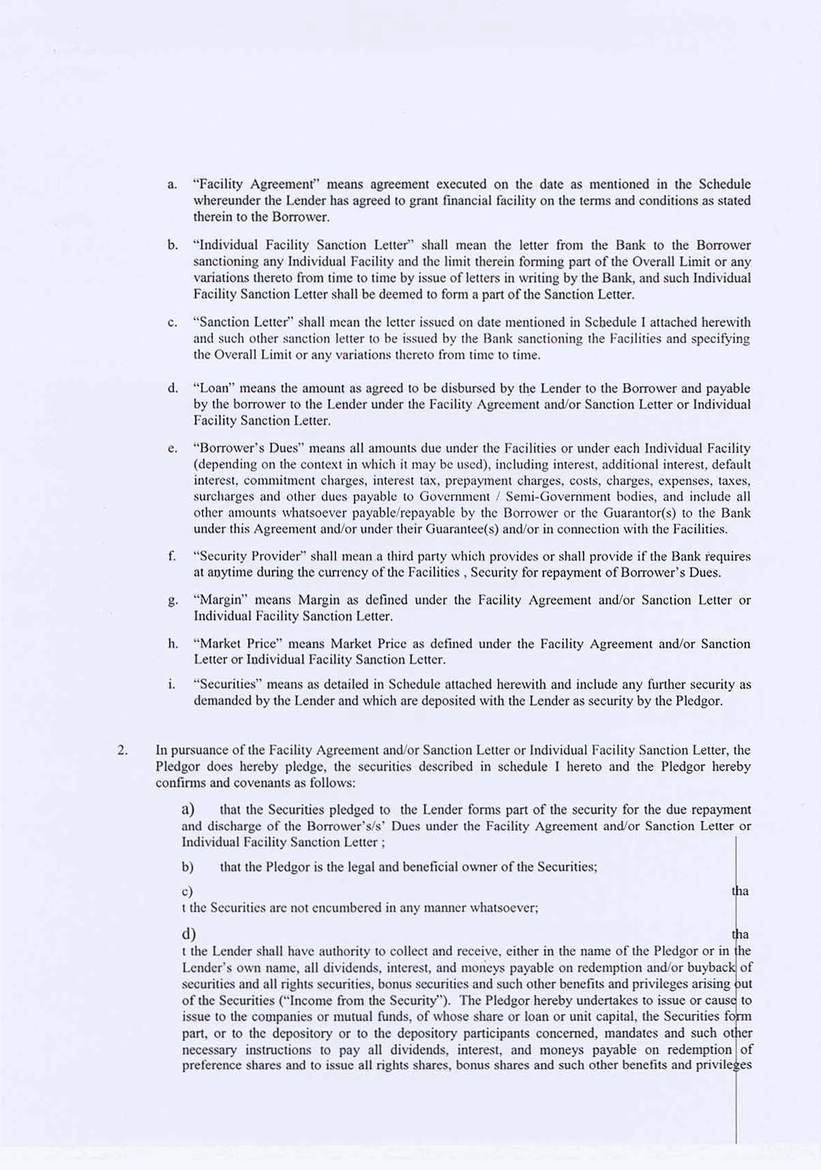 a. “Facility Agreement” means agreement executed on the date as mentioned in the Schedule
whereunder the Lender has agreed to grant financial facility on the terms and conditions as stated
therein to the Borrower.
b. “Individual Facility Sanction Letter” shall mean the letter from the Bank to the Borrower
sanctioning any Individual Facility and the limit therein forming part of the Overall Limit or any
variations thereto from time to time by issue of letters in writing by the Bank, and such Individual
Facility Sanction Letter shall be deemed to form a part of the Sanction Letter.
c. “Sanction Letter” shall mean the letter issued on date mentioned in Schedule I attached herewith
and such other sanction letter to be issued by the Bank sanctioning the Facilities and specifying
the Overall Limit or any variations thereto from time to time.
d. “Loan” means the amount as agreed to be disbursed by the Lender to the Borrower and payable
by the borrower to the Lender under the Facility Agreement and/or Sanction Letter or Individual
Facility Sanction Letter.
e. “Borrower’s Dues” means all amounts due under the Facilities or under each Individual Facility
(depending on the context in which it may be used), including interest, additional interest, default
interest, commitment charges, interest tax, prepayment charges, costs, charges, expenses, taxes,
surcharges and other dues payable to Government / Semi-Government bodies, and include all
other amounts whatsoever payable/repayable by the Borrower or the Guarantor(s) to the Bank
under this Agreement and/or under their Guarantee(s) and/or in connection with the Facilities.
f. “Security Provider” shall mean a third party which provides or shall provide if the Bank requires
at anytime during the currency of the Facilities , Security for repayment of Borrower’s Dues.
g. “Margin” means Margin as defined under the Facility Agreement and/or Sanction Letter or
Individual Facility Sanction Letter.
h. “Market Price” means Market Price as defined under the Facility Agreement and/or Sanction
Letter or Individual Facility Sanction Letter.
i. “Securities” means as detailed in Schedule attached herewith and include any further security as
demanded by the Lender and which are deposited with the Lender as security by the Pledgor.
2. In pursuance of the Facility Agreement and/or Sanction Letter or Individual Facility Sanction Letter, the
Pledgor does hereby pledge, the securities described in schedule I hereto and the Pledgor hereby
confirms and covenants as follows:
a) that the Securities pledged to the Lender forms part of the security for the due repayment
and discharge of the Borrower’s/s’ Dues under the Facility Agreement and/or Sanction Letter or
Individual Facility Sanction Letter ;
b) that the Pledgor is the legal and beneficial owner of the Securities;
c) tha
t the Securities are not encumbered in any manner whatsoever;
d) tha
t the Lender shall have authority to collect and receive, either in the name of the Pledgor or in the
Lender’s own name, all dividends, interest, and moneys payable on redemption and/or buyback of
securities and all rights securities, bonus securities and such other benefits and privileges arising out
of the Securities (“Income from the Security”). The Pledgor hereby undertakes to issue or cause to
issue to the companies or mutual funds, of whose share or loan or unit capital, the Securities form
part, or to the depository or to the depository participants concerned, mandates and such other
necessary instructions to pay all dividends, interest, and moneys payable on redemption of
preference shares and to issue all rights shares, bonus shares and such other benefits and privileges